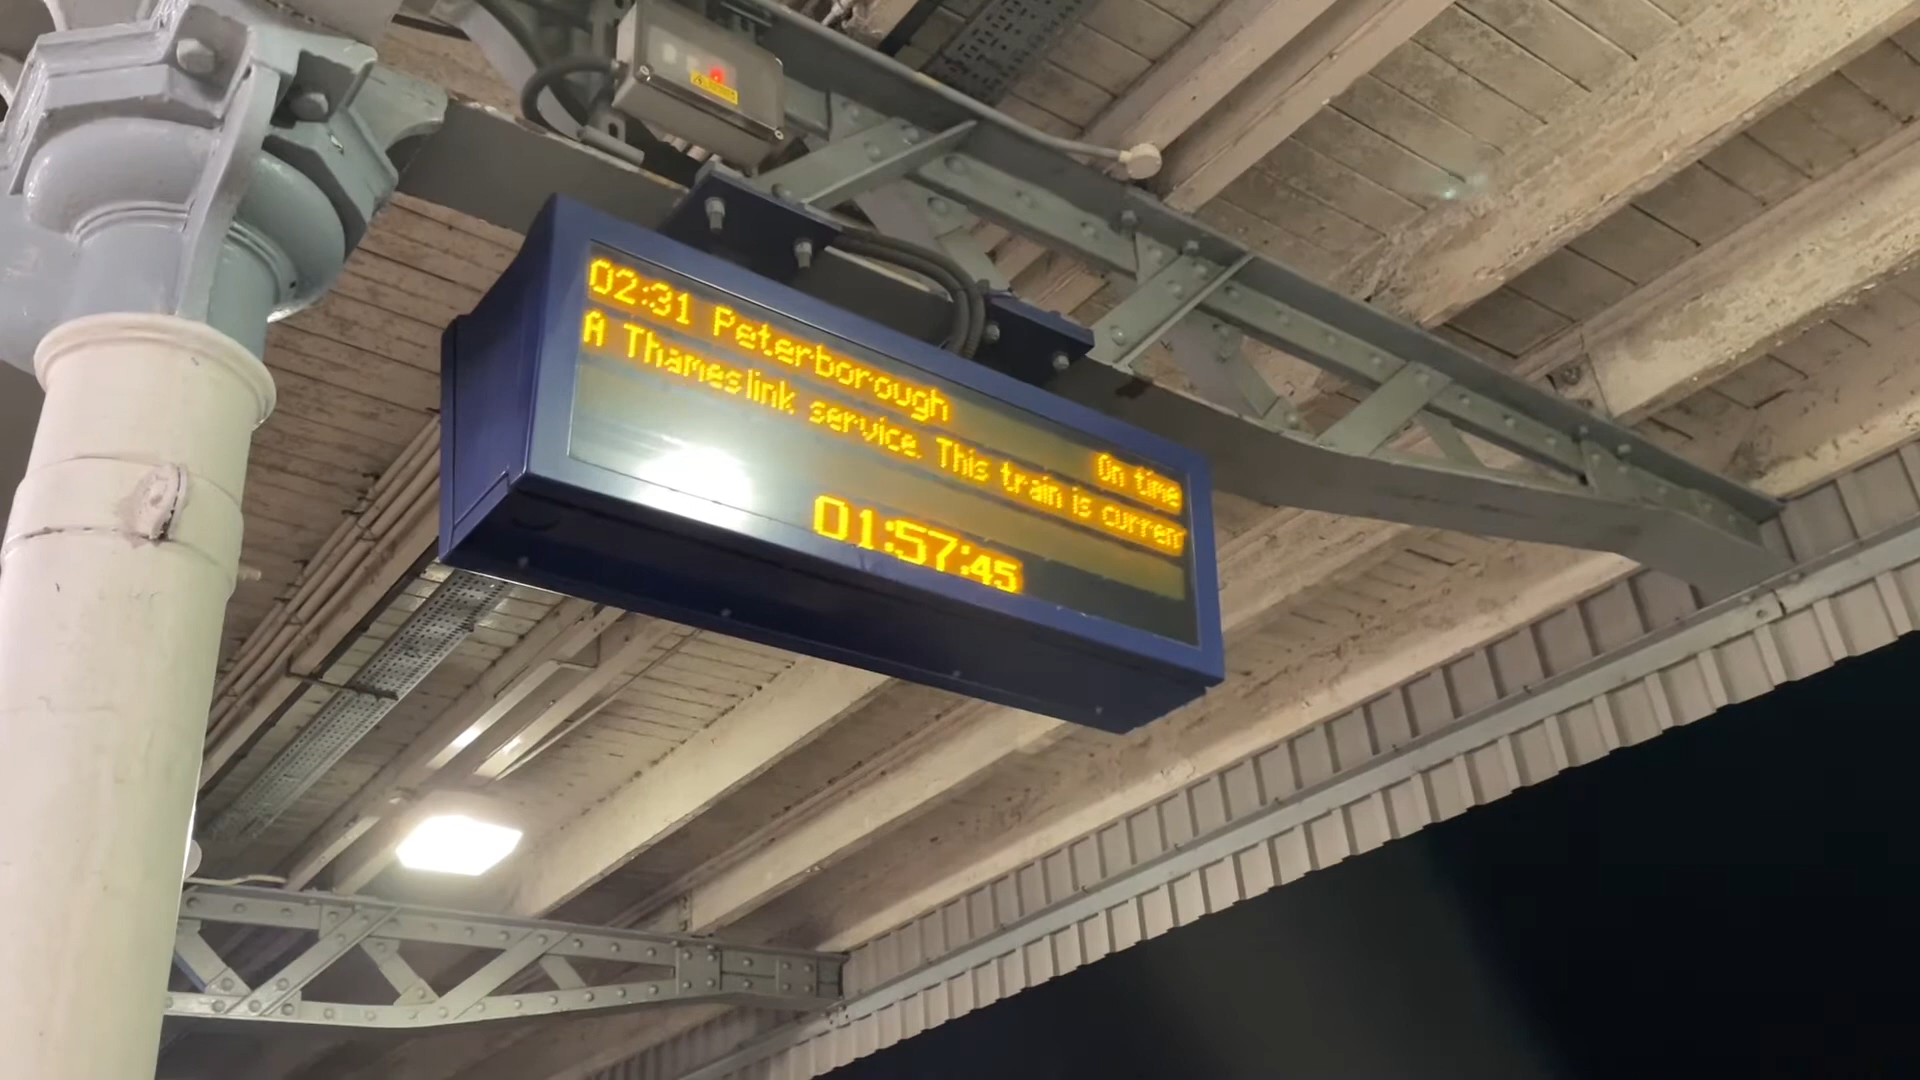 02:31 Peterborough On time
A Thameslink service. This train is curren
01:57:45